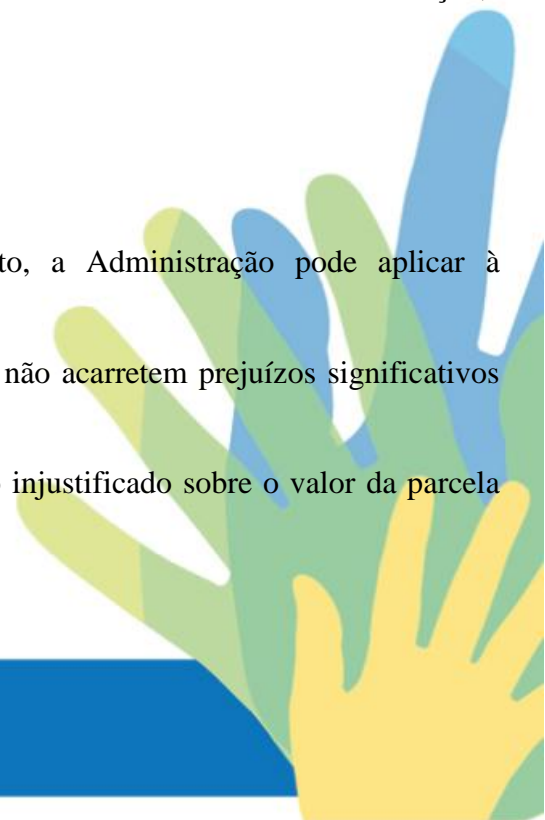 to, a Administração pode aplicar à
não acarretem prejuízos significativos
injustificado sobre o valor da parcela